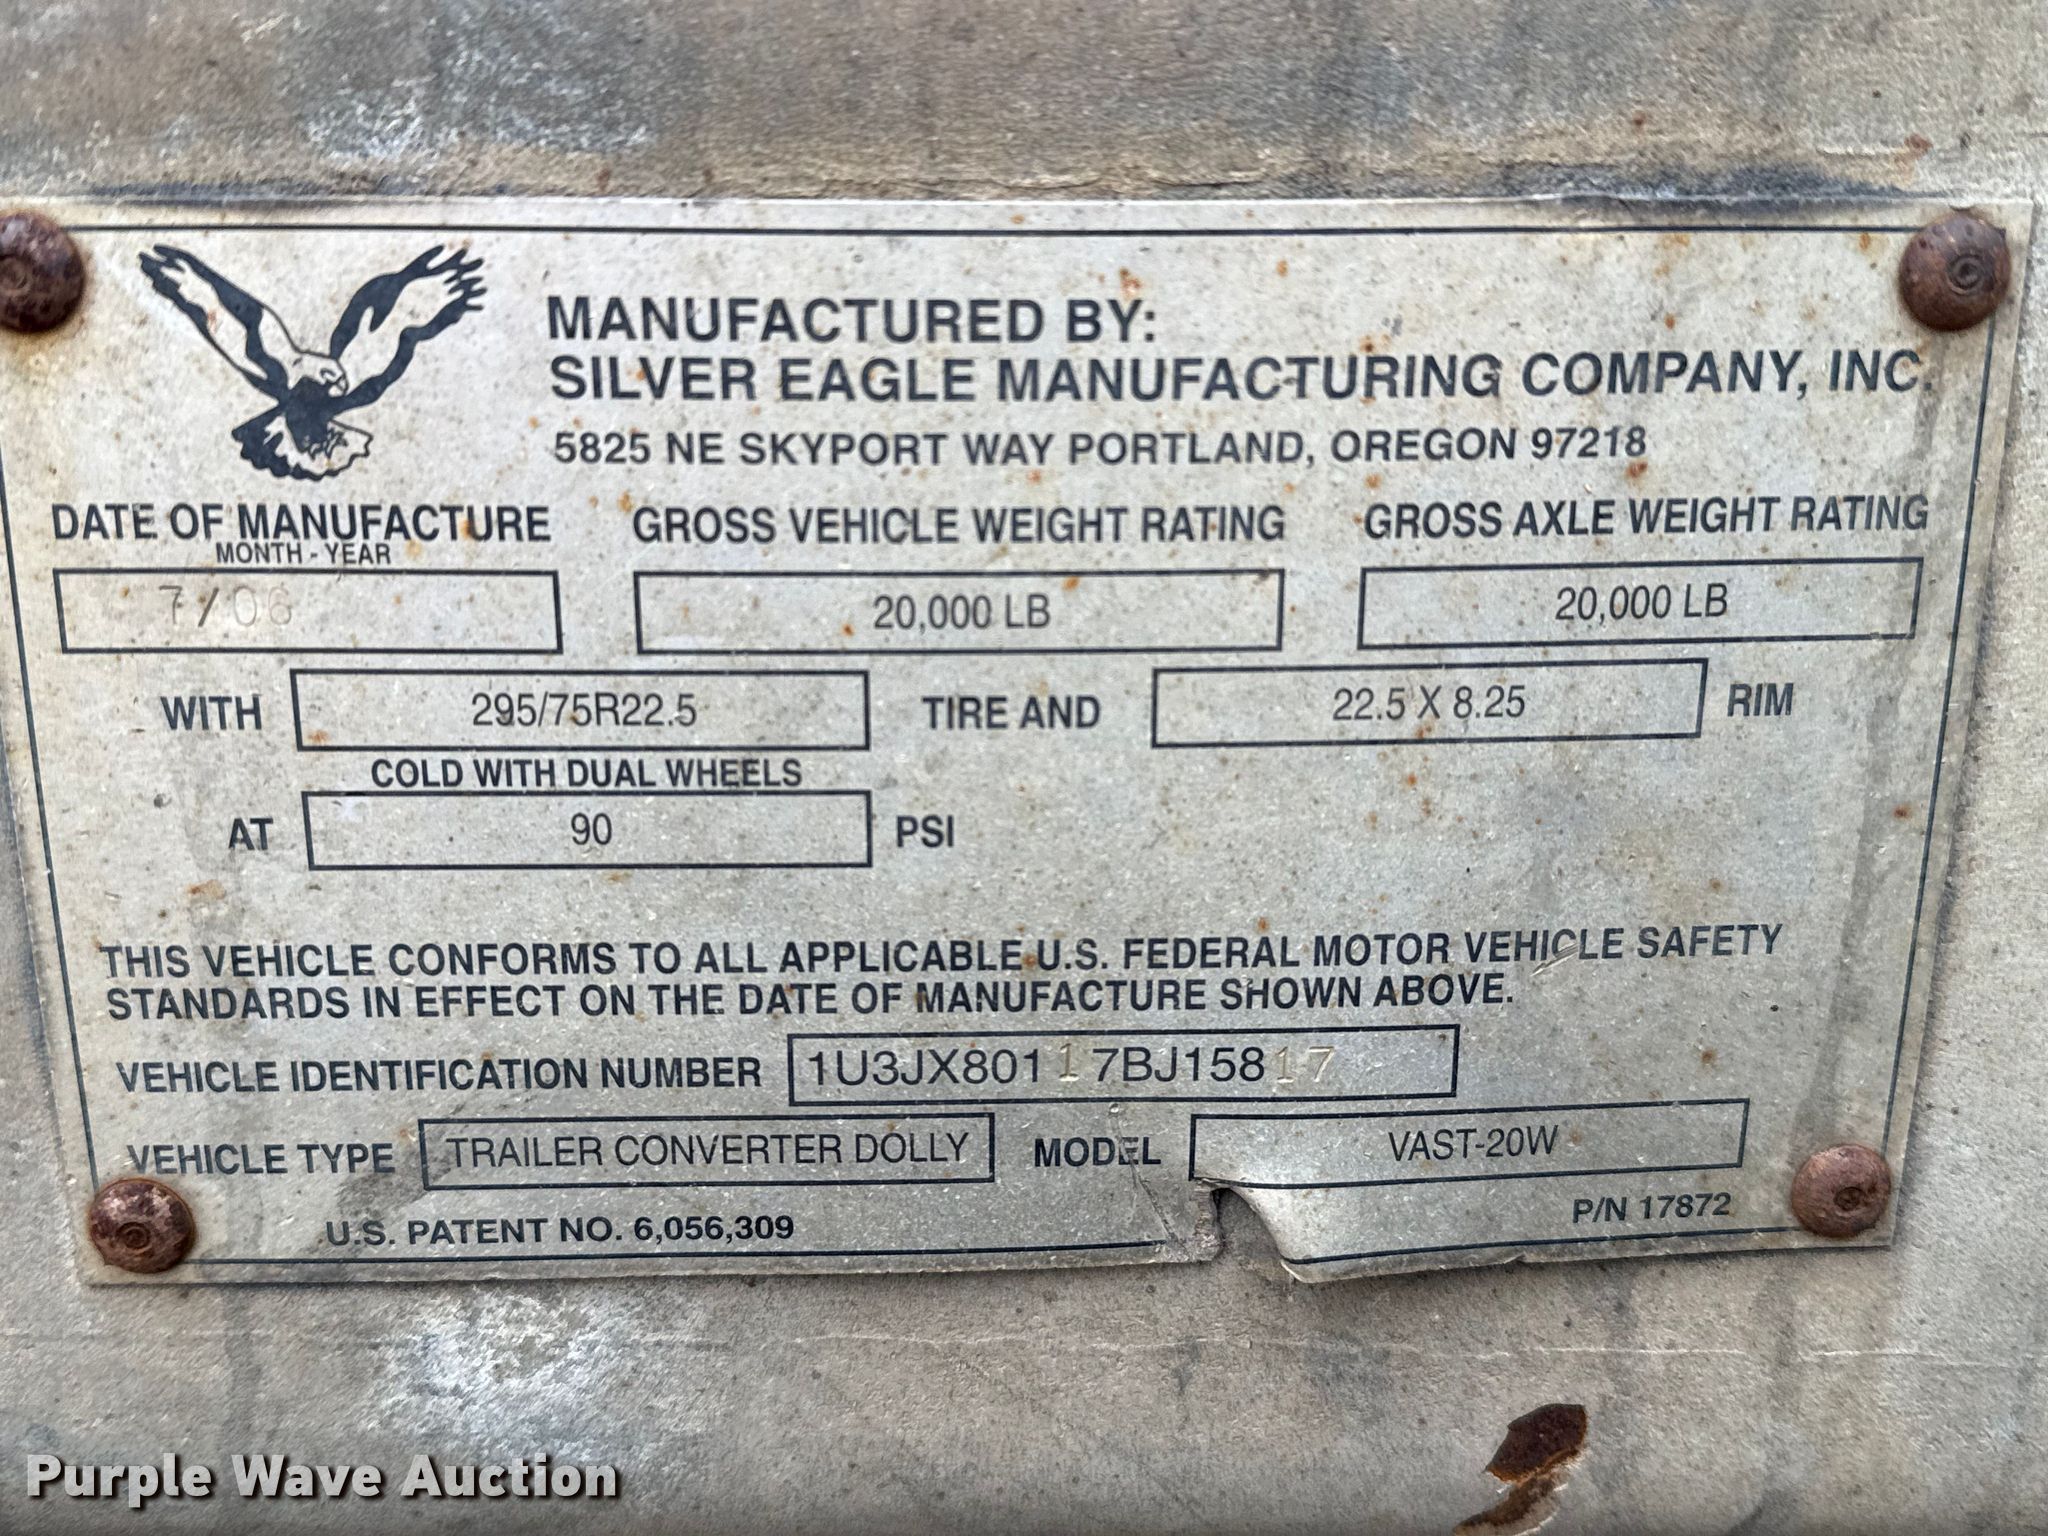 MANUFACTURED BY:
SILVER EAGLE MANUFACTURING COMPANY, INC.
5825 NE SKYPORT WAY PORTLAND, OREGON 97218
DATE OF MANUFACTURE GROSS VEHICLE WEIGHT RATING GROSS AXLE WEIGHT RATING
MONTH - YEAR
7/06 20,000 LB 20,000 LB
WITH 295/75R22.5 TIRE AND 22.5 X 8.25 RIM
COLD WITH DUAL WHEELS
AT 90 PSI
THIS VEHICLE CONFORMS TO ALL APPLICABLE U.S. FEDERAL MOTOR VEHICLE SAFETY
STANDARDS IN EFFECT ON THE DATE OF MANUFACTURE SHOWN ABOVE.
VEHICLE IDENTIFICATION NUMBER 1U3JX80117BJ15817
VEHICLE TYPE TRAILER CONVERTER DOLLY MODEL VAST-20W
U.S. PATENT NO. 6,056,309 P/N 17872
Purple Wave Auction